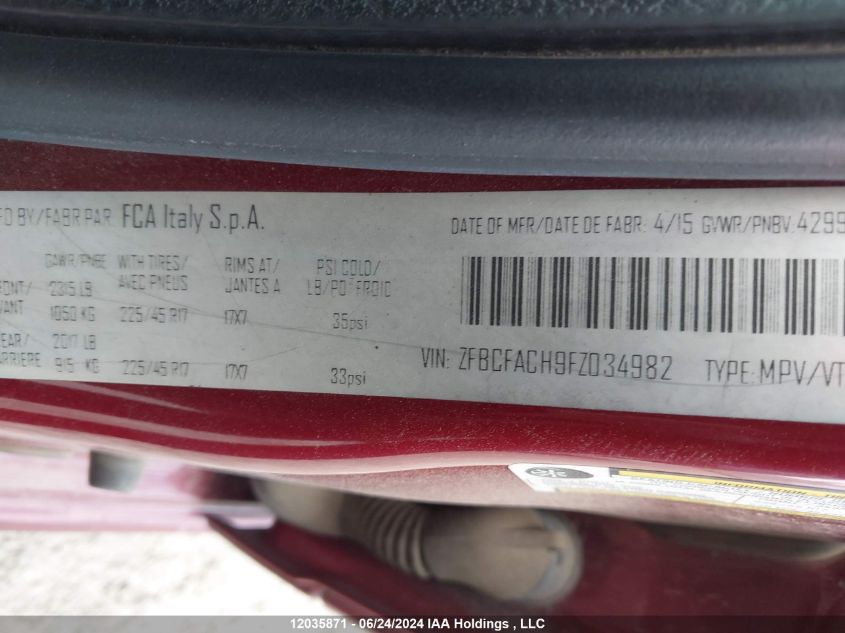 FD BY/FABR PAR FCA Italy S.p.A.
DATE OF MFR/DATE DE FABR: 4/15 GVWR/PNBV:4299
GAWR/PNBE WITH TIRES/ AVEC PNEUS RIMS AT/ JANTES A PSI COLD/ LB/PO² FROID
RONT/ 2315 LB
VANT 1050 KG 225/45 R17 17X7 35psi
EAR/ 2017 LB
ARRIERE 915 KG 225/45 R17 17X7 33psi
VIN: ZFBCFACH9FZ034982 TYPE:MPV/VT
12035871 - 06/24/2024 IAA Holdings , LLC